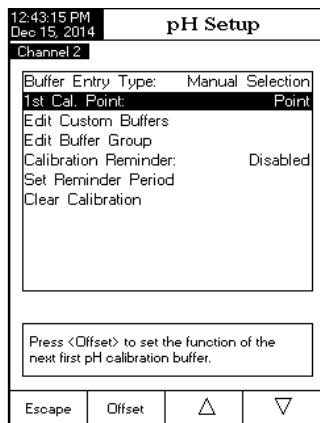 12:43:15 PM
Dec 15, 2014
pH Setup
Channel 2
Buffer Entry Type: Manual Selection
1st Cal. Point: Point
Edit Custom Buffers
Edit Buffer Group
Calibration Reminder: Disabled
Set Reminder Period
Clear Calibration
Press <Offset> to set the function of the
next first pH calibration buffer.
Escape Offset